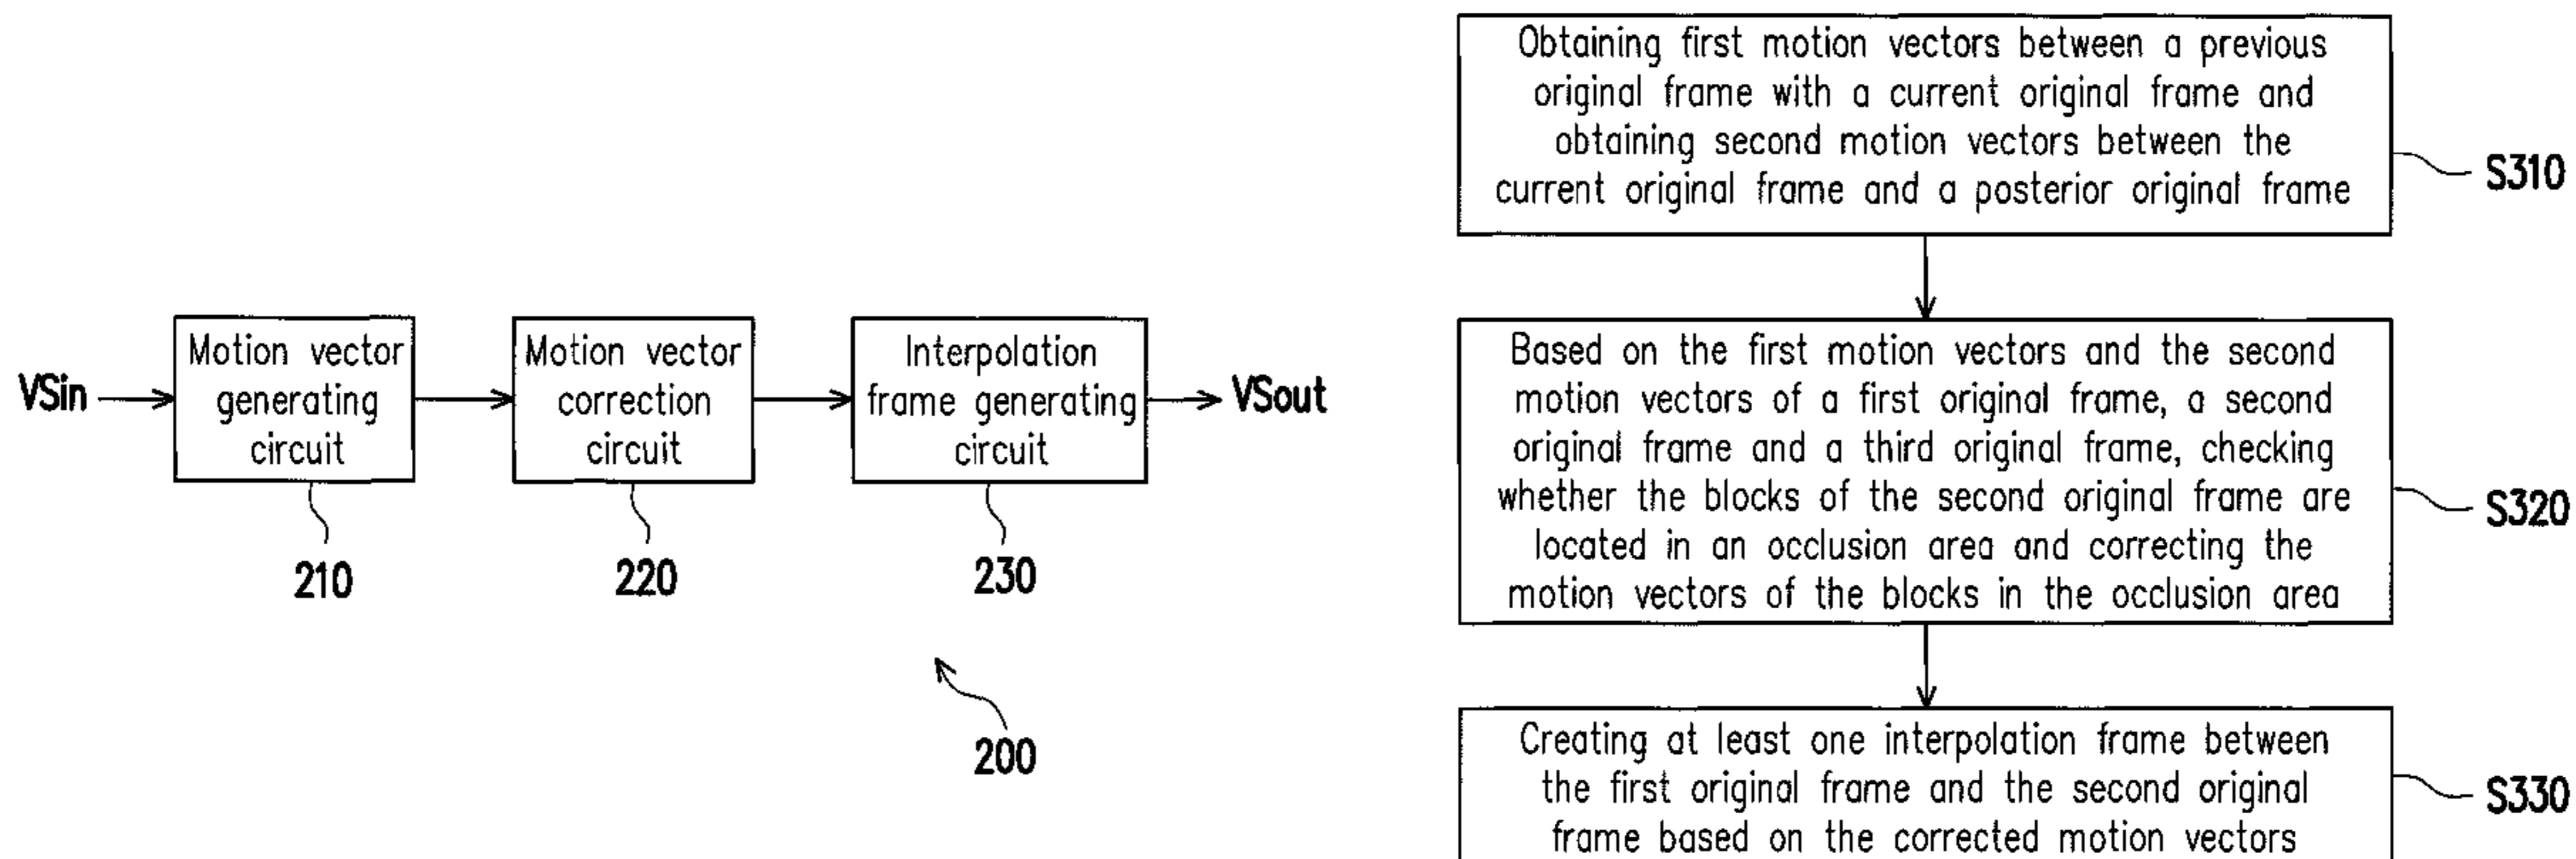 VSin
Motion vector
generating
circuit
210
Motion vector
correction
circuit
220
Interpolation
frame generating
circuit
230
VSout
200
Obtaining first motion vectors between a previous
original frame with a current original frame and
obtaining second motion vectors between the
current original frame and a posterior original frame
S310
Based on the first motion vectors and the second
motion vectors of a first original frame, a second
original frame and a third original frame, checking
whether the blocks of the second original frame are
located in an occlusion area and correcting the
motion vectors of the blocks in the occlusion area
S320
Creating at least one interpolation frame between
the first original frame and the second original
frame based on the corrected motion vectors
S330